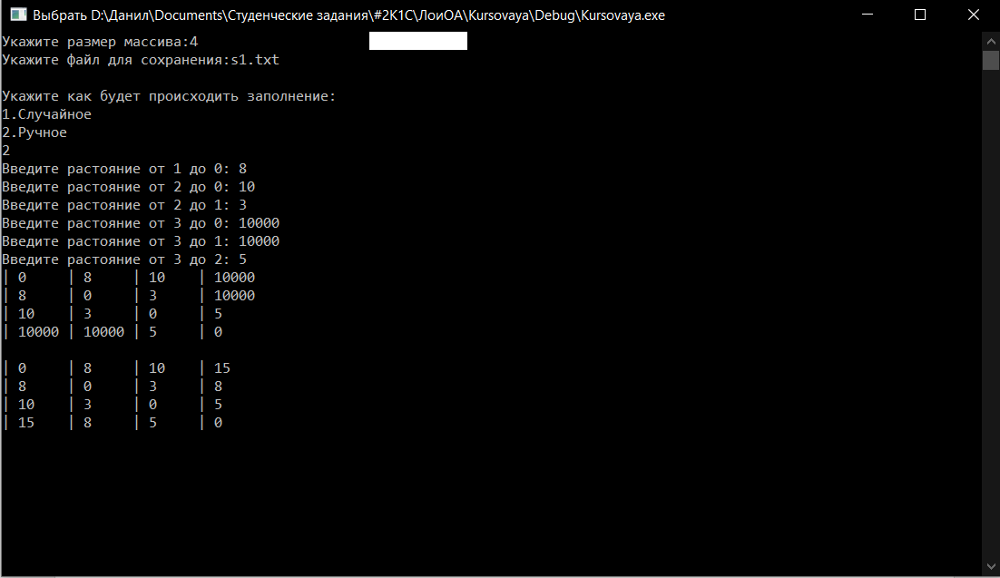 Выбрать D:\Данил\Documents\Студенческие задания\#2К1С\ЛоиОА\Kursovaya\Debug\Kursovaya.exe
Укажите размер массива:4
Укажите файл для сохранения:s1.txt
Укажите как будет происходить заполнение:
1.Случайное
2.Ручное
2
Введите растояние от 1 до 0: 8
Введите растояние от 2 до 0: 10
Введите растояние от 2 до 1: 3
Введите растояние от 3 до 0: 10000
Введите растояние от 3 до 1: 10000
Введите растояние от 3 до 2: 5
| 0 | 8 | 10 | 10000
| 8 | 0 | 3 | 10000
| 10 | 3 | 0 | 5
| 10000 | 10000 | 5 | 0
| 0 | 8 | 10 | 15
| 8 | 0 | 3 | 8
| 10 | 3 | 0 | 5
| 15 | 8 | 5 | 0